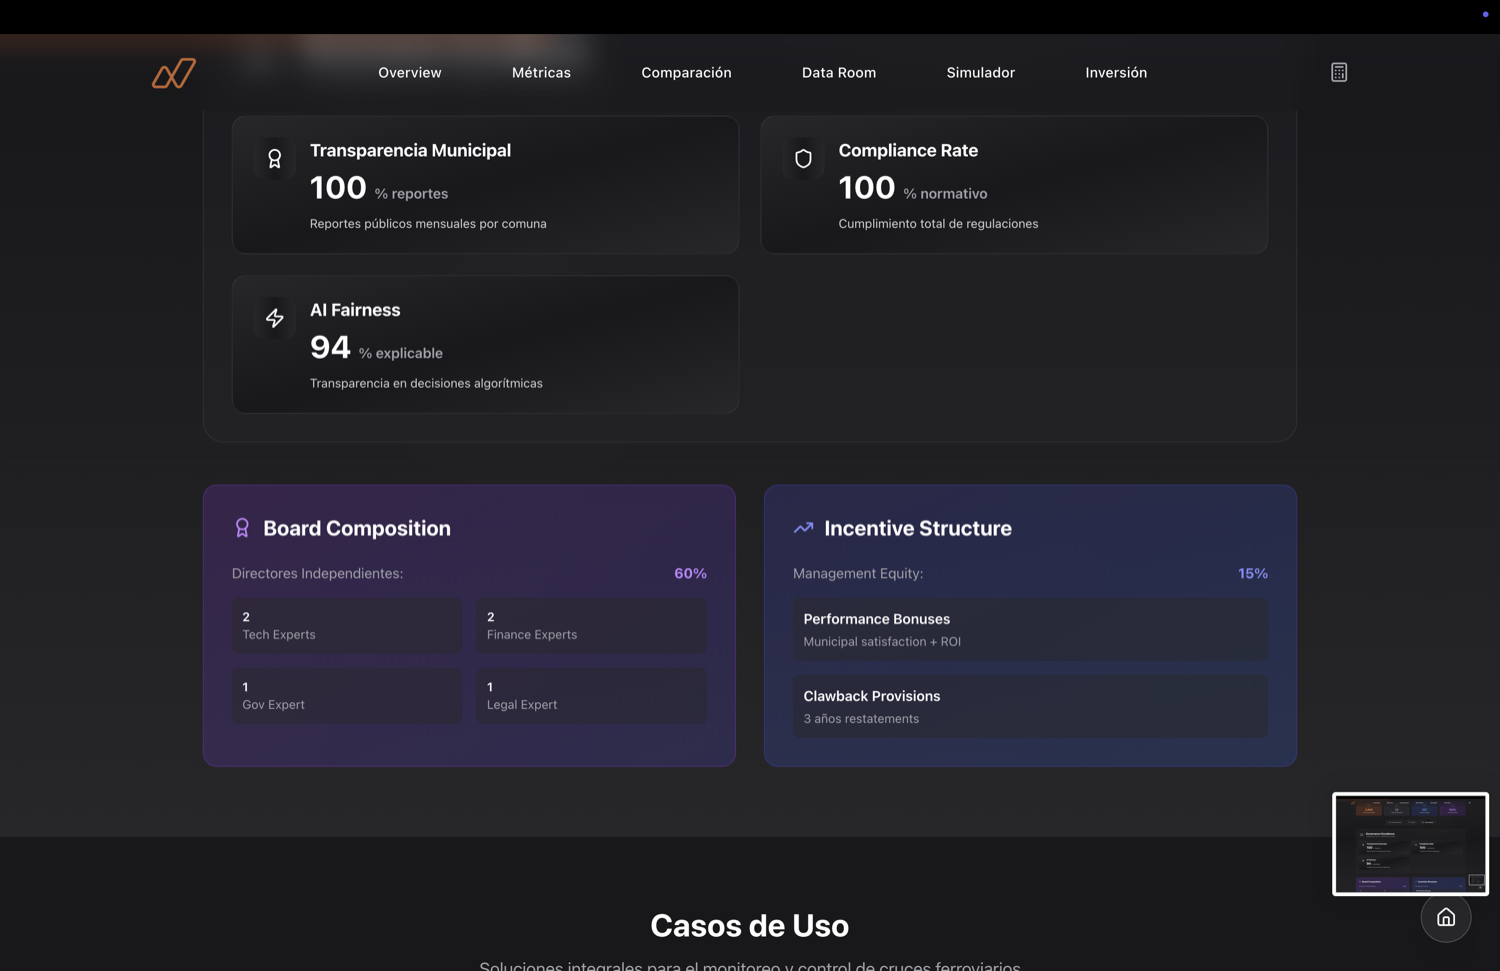 Overview
Métricas
Comparación
Data Room
Simulador
Inversión
Transparencia Municipal
100 % reportes
Reportes públicos mensuales por comuna
Compliance Rate
100 % normativo
Cumplimiento total de regulaciones
AI Fairness
94 % explicable
Transparencia en decisiones algorítmicas
Board Composition
Directores Independientes: 60%
2
Tech Experts
2
Finance Experts
1
Gov Expert
1
Legal Expert
Incentive Structure
Management Equity: 15%
Performance Bonuses
Municipal satisfaction + ROI
Clawback Provisions
3 años restatements
Casos de Uso
Soluciones integrales para el monitoreo y control de cruces ferroviarios